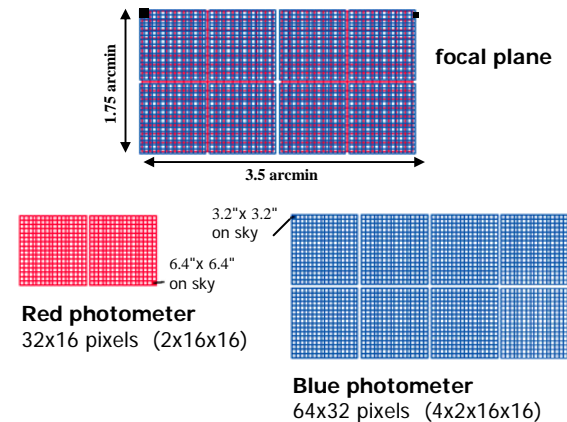 focal plane
1.75 arcmin
3.5 arcmin
3.2"x 3.2"
on sky
6.4"x 6.4"
on sky
Red photometer
32x16 pixels (2x16x16)
Blue photometer
64x32 pixels (4x2x16x16)